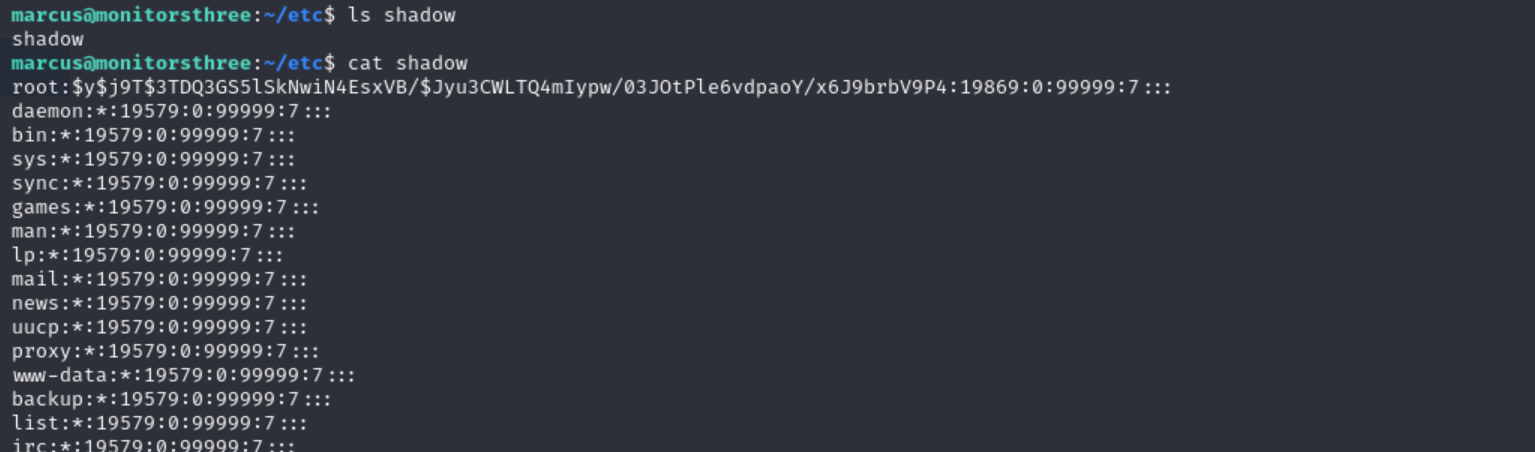 marcus@monitorsthree:~/etc$ ls shadow
shadow
marcus@monitorsthree:~/etc$ cat shadow
root:$y$j9T$3TDQ3GS5lSkNwiN4EsxVB/$Jyu3CWLTQ4mIypw/03JOtPle6vdpaoY/x6J9brbV9P4:19869:0:99999:7:::
daemon:*:19579:0:99999:7:::
bin:*:19579:0:99999:7:::
sys:*:19579:0:99999:7:::
sync:*:19579:0:99999:7:::
games:*:19579:0:99999:7:::
man:*:19579:0:99999:7:::
lp:*:19579:0:99999:7:::
mail:*:19579:0:99999:7:::
news:*:19579:0:99999:7:::
uucp:*:19579:0:99999:7:::
proxy:*:19579:0:99999:7:::
www-data:*:19579:0:99999:7:::
backup:*:19579:0:99999:7:::
list:*:19579:0:99999:7:::
irc:*:19579:0:99999:7:::